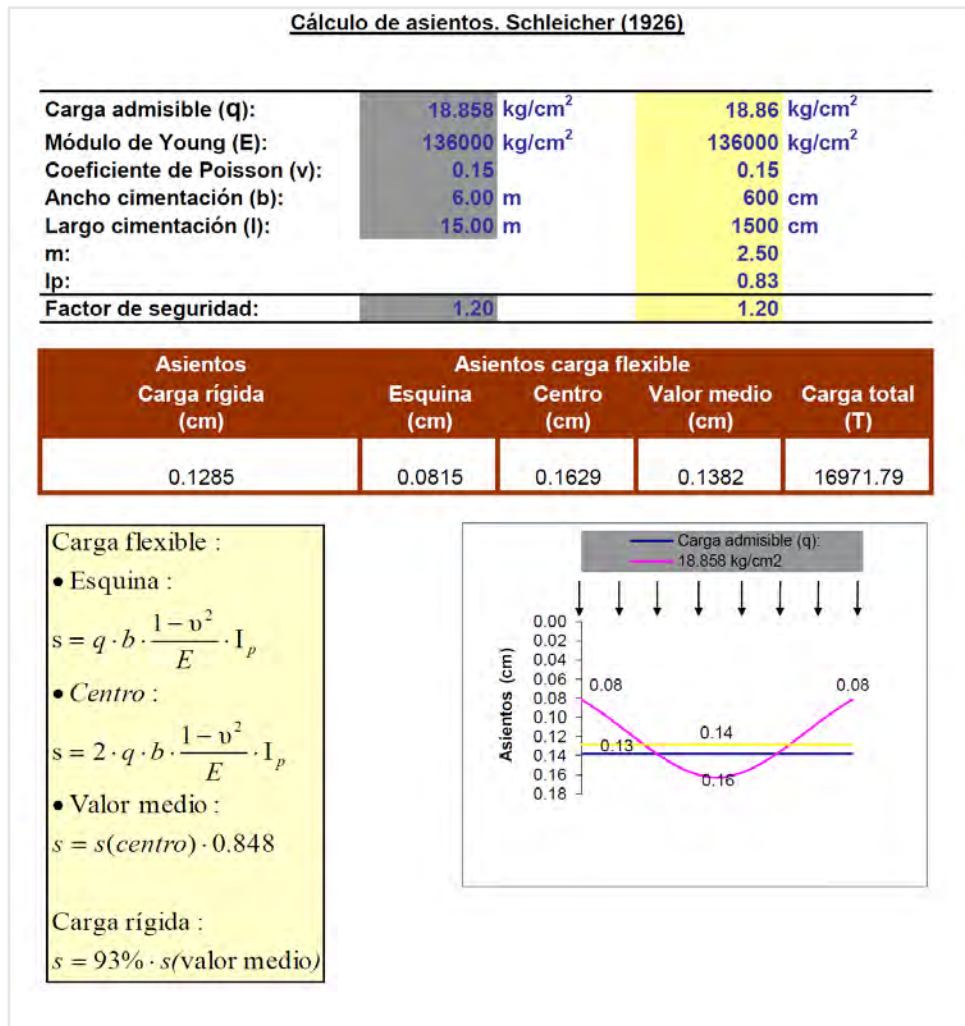 Cálculo de asientos. Schleicher (1926)
Carga admisible (q): 18.858 kg/cm² 18.86 kg/cm²
Módulo de Young (E): 136000 kg/cm² 136000 kg/cm²
Coeficiente de Poisson (v): 0.15 0.15
Ancho cimentación (b): 6.00 m 600 cm
Largo cimentación (l): 15.00 m 1500 cm
m: 2.50
Ip: 0.83
Factor de seguridad: 1.20 1.20
Asientos Asientos carga flexible
Carga rígida Esquina Centro Valor medio Carga total
(cm) (cm) (cm) (cm) (T)
0.1285 0.0815 0.1629 0.1382 16971.79
Carga flexible :
• Esquina :
s = q · b · (1 − υ²)/E · I_p
• Centro :
s = 2 · q · b · (1 − υ²)/E · I_p
• Valor medio :
s = s(centro) · 0.848
Carga rígida :
s = 93% · s(valor medio)
Carga admisible (q):
18.858 kg/cm2
Asientos (cm)
0.00
0.02
0.04
0.06
0.08
0.10
0.12
0.14
0.16
0.18
0.08 0.08
0.14
0.13
0.16